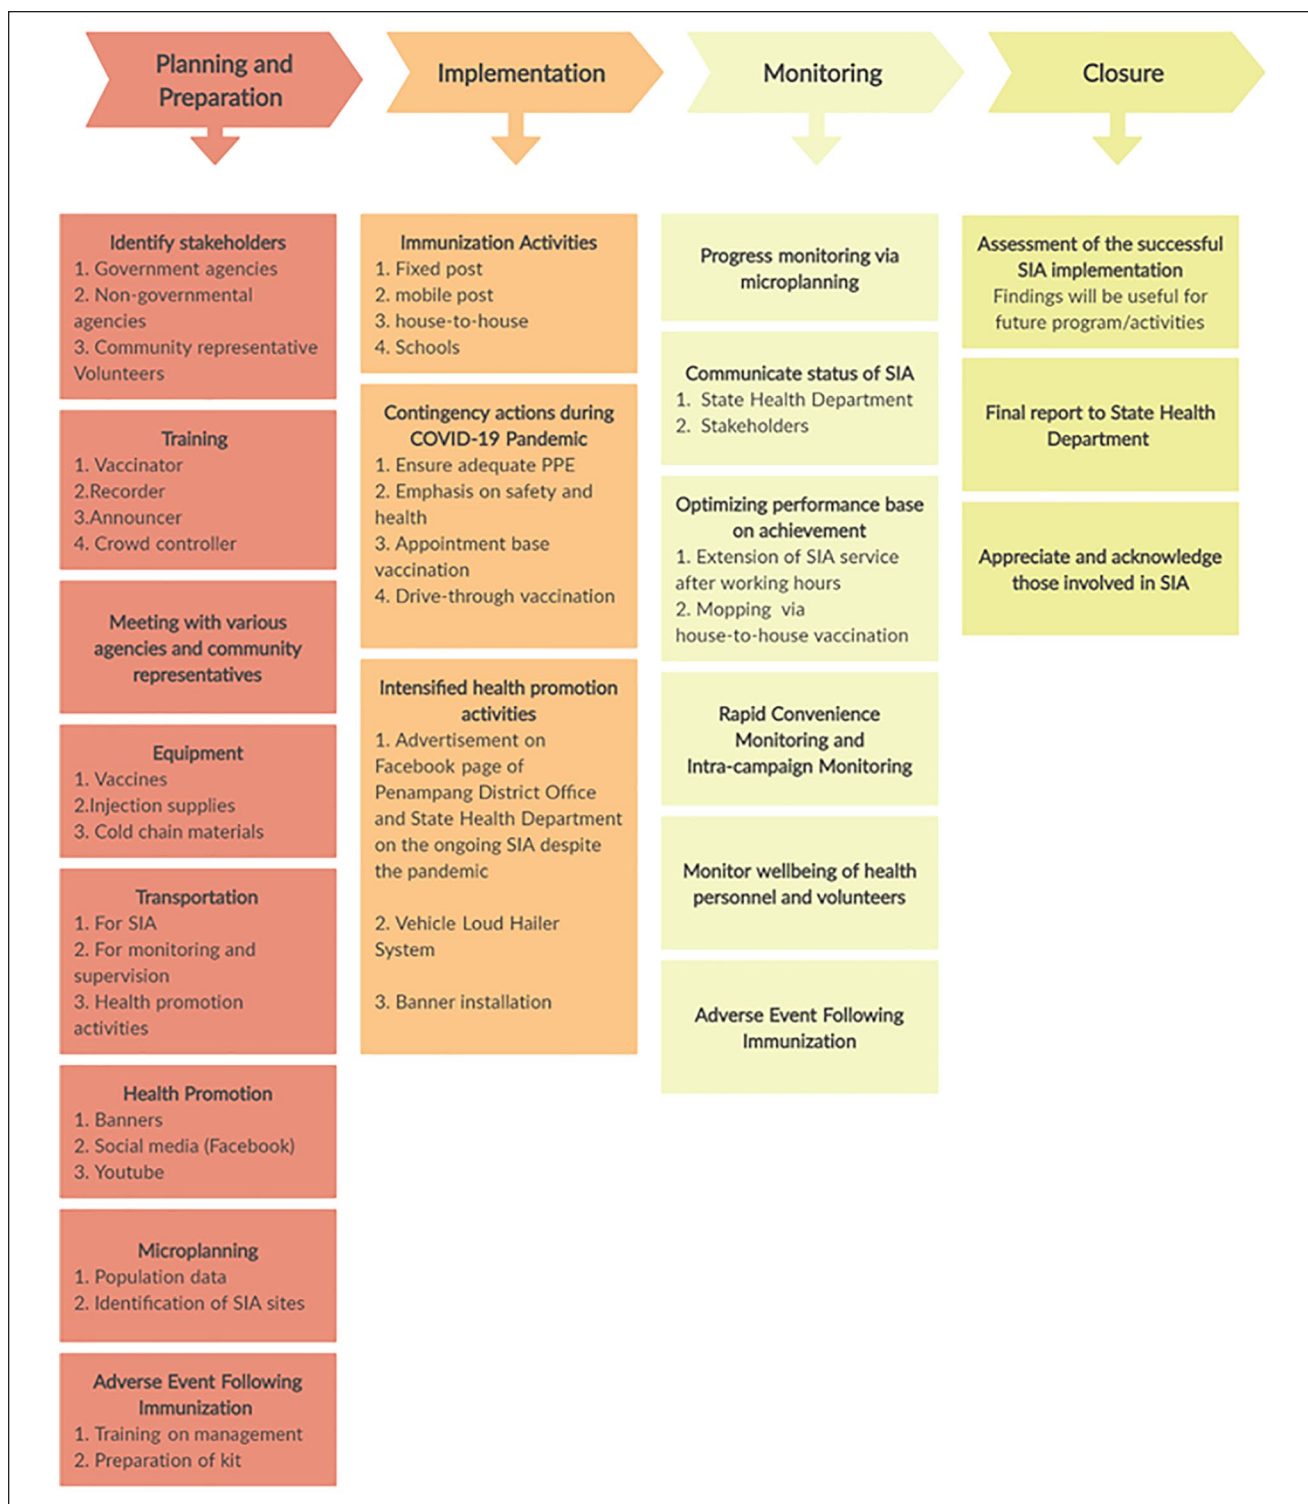 Planning and
Preparation
Implementation
Monitoring
Closure
Identify stakeholders
1. Government agencies
2. Non-governmental
agencies
3. Community representative
Volunteers
Training
1. Vaccinator
2.Recorder
3.Announcer
4. Crowd controller
Meeting with various
agencies and community
representatives
Equipment
1. Vaccines
2.Injection supplies
3. Cold chain materials
Transportation
1. For SIA
2. For monitoring and
supervision
3. Health promotion
activities
Health Promotion
1. Banners
2. Social media (Facebook)
3. Youtube
Microplanning
1. Population data
2. Identification of SIA sites
Adverse Event Following
Immunization
1. Training on management
2. Preparation of kit
Immunization Activities
1. Fixed post
2. mobile post
3. house-to-house
4. Schools
Contingency actions during
COVID-19 Pandemic
1. Ensure adequate PPE
2. Emphasis on safety and
health
3. Appointment base
vaccination
4. Drive-through vaccination
Intensified health promotion
activities
1. Advertisement on
Facebook page of
Penampang District Office
and State Health Department
on the ongoing SIA despite
the pandemic
2. Vehicle Loud Hailer
System
3. Banner installation
Progress monitoring via
microplanning
Communicate status of SIA
1. State Health Department
2. Stakeholders
Optimizing performance base
on achievement
1. Extension of SIA service
after working hours
2. Mopping via
house-to-house vaccination
Rapid Convenience
Monitoring and
Intra-campaign Monitoring
Monitor wellbeing of health
personnel and volunteers
Adverse Event Following
Immunization
Assessment of the successful
SIA implementation
Findings will be useful for
future program/activities
Final report to State Health
Department
Appreciate and acknowledge
those involved in SIA